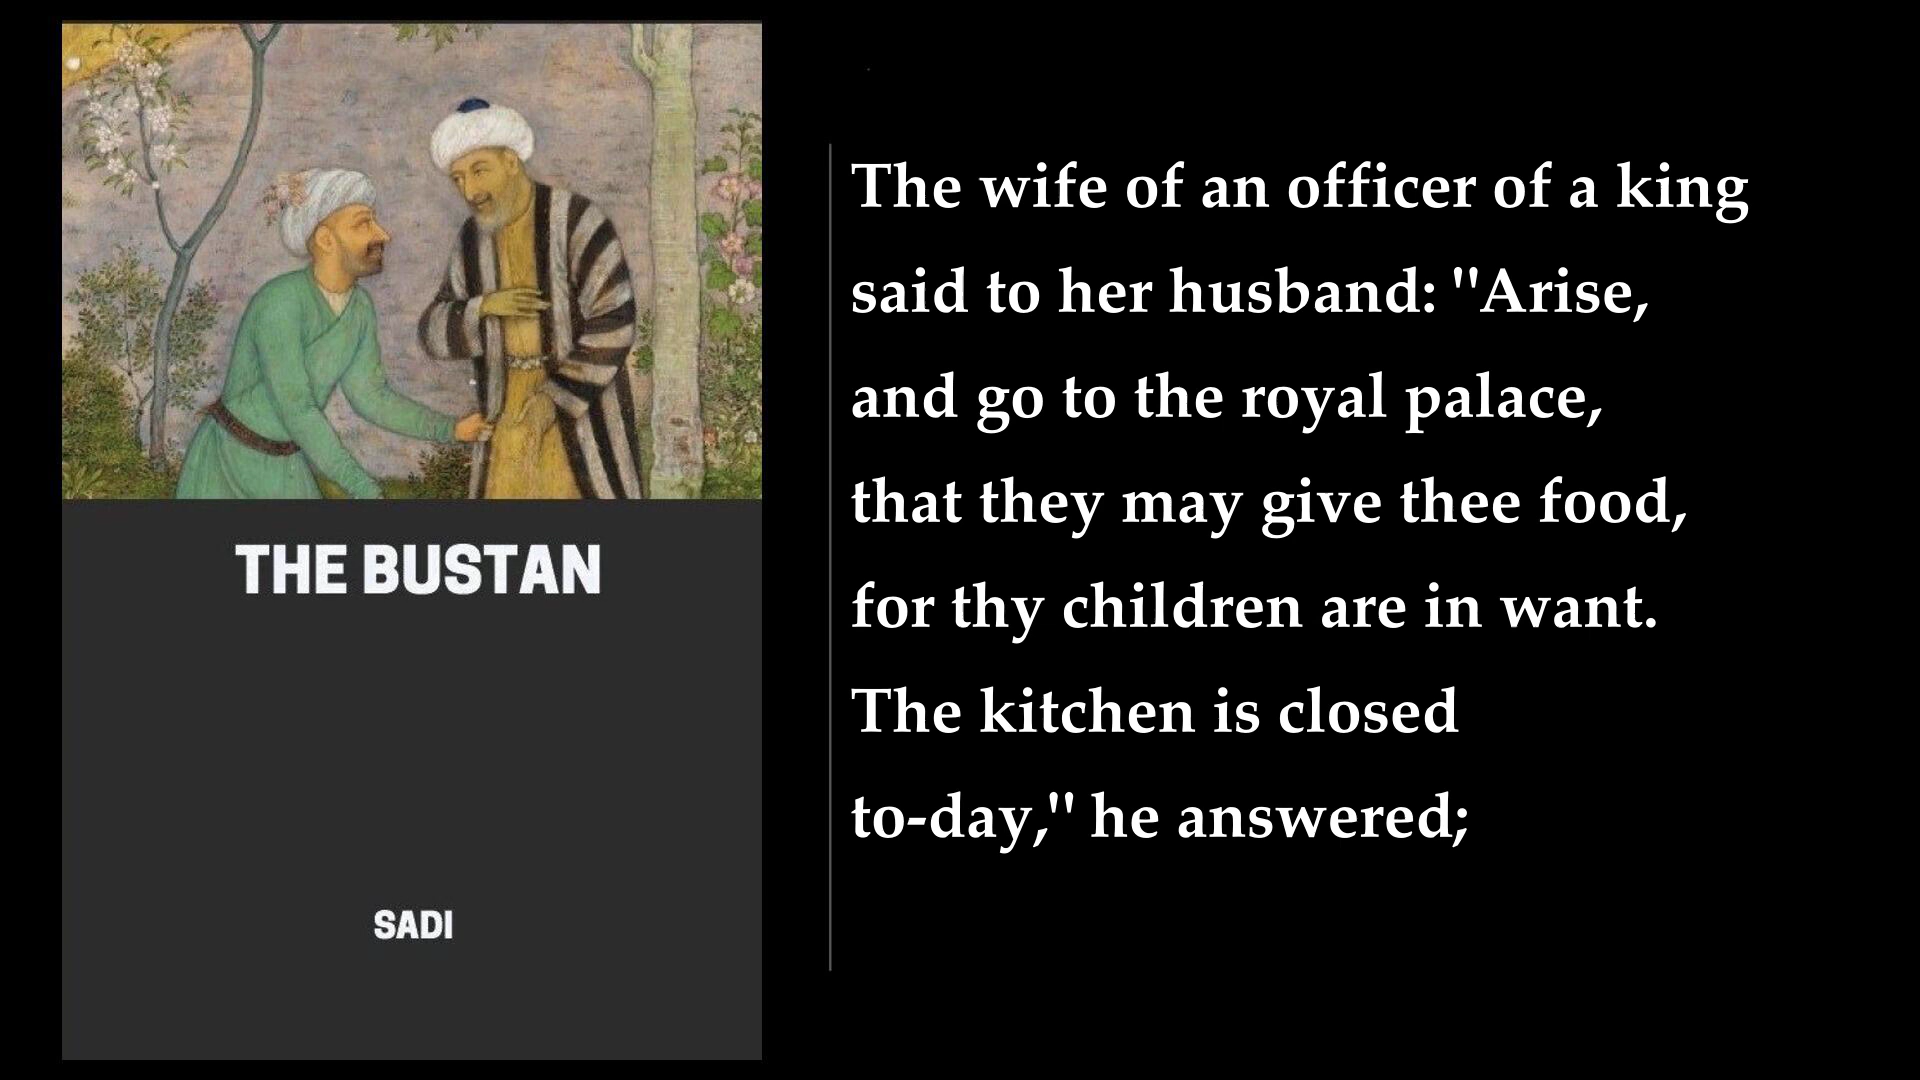 THE BUSTAN
SADI
The wife of an officer of a king
said to her husband: "Arise,
and go to the royal palace,
that they may give thee food,
for thy children are in want.
The kitchen is closed
to-day," he answered;